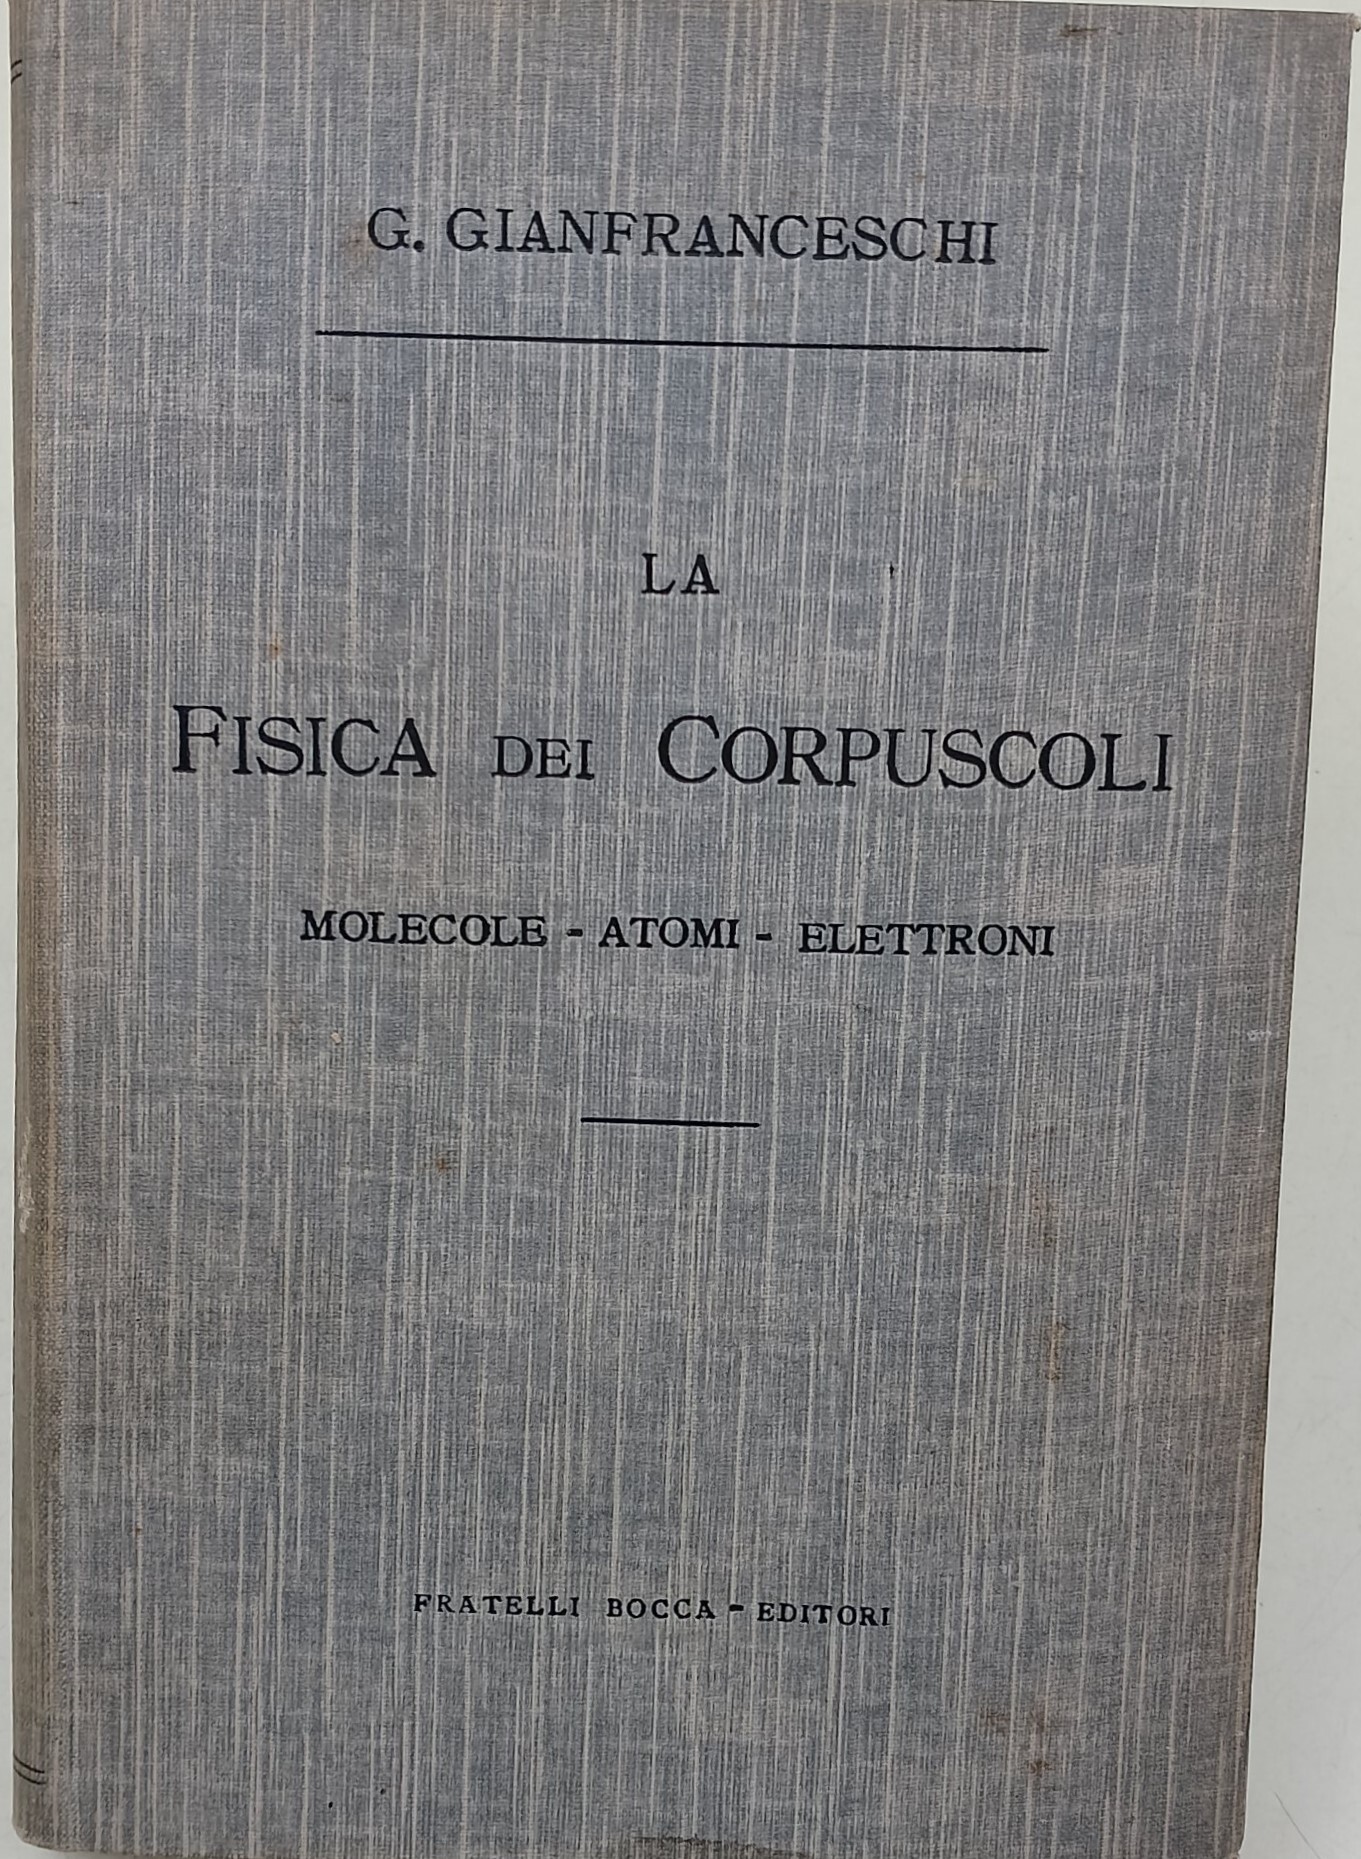 G. GIANFRANCESCHI
LA
FISICA DEI CORPUSCOLI
MOLECOLE - ATOMI - ELETTRONI
FRATELLI BOCCA - EDITORI